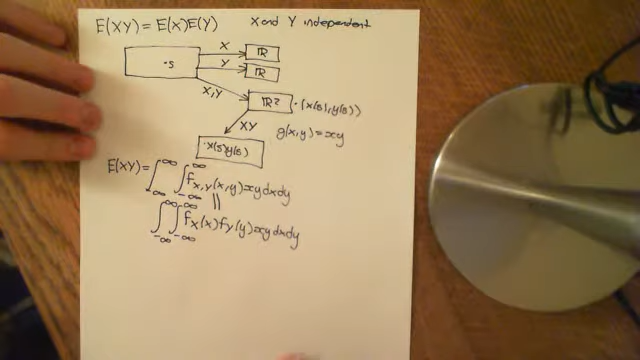 E(XY) = E(X)E(Y) X and Y independent
X
ℝ
·s
Y
ℝ
X,Y
ℝ² · (X(s),Y(s))
XY
g(x,y)=xy
·X(s)Y(s)
E(XY)= ∫_{-∞}^{∞} ∫_{-∞}^{∞} f_{X,Y}(x,y)xy dx dy
||
∫_{-∞}^{∞} ∫_{-∞}^{∞} f_X(x)f_Y(y)xy dx dy